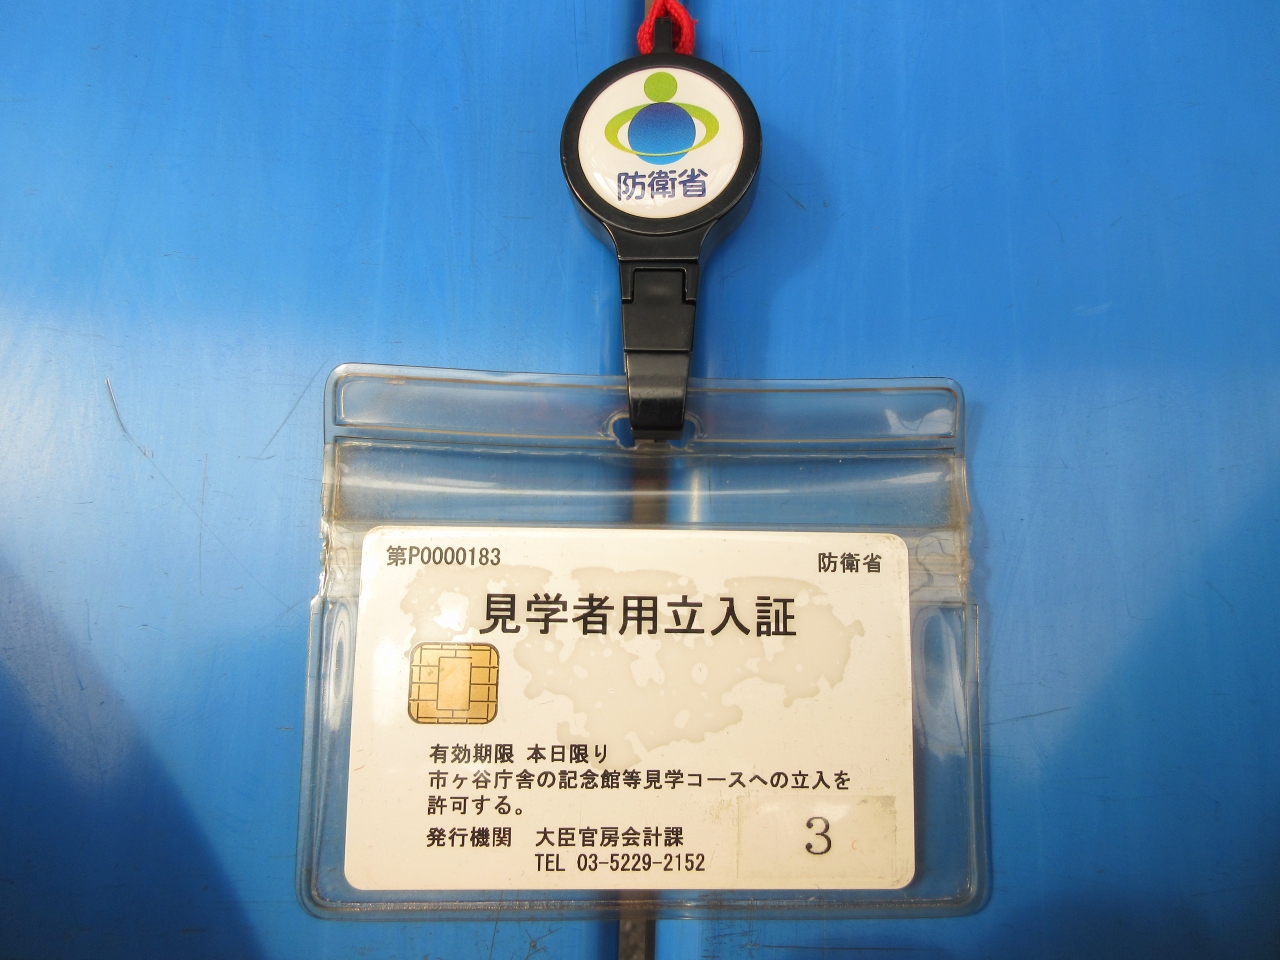 防衛省
第P0000183 防衛省
見学者用立入証
有効期限 本日限り
市ヶ谷庁舎の記念館等見学コースへの立入を
許可する。
発行機関 大臣官房会計課
TEL 03-5229-2152
3